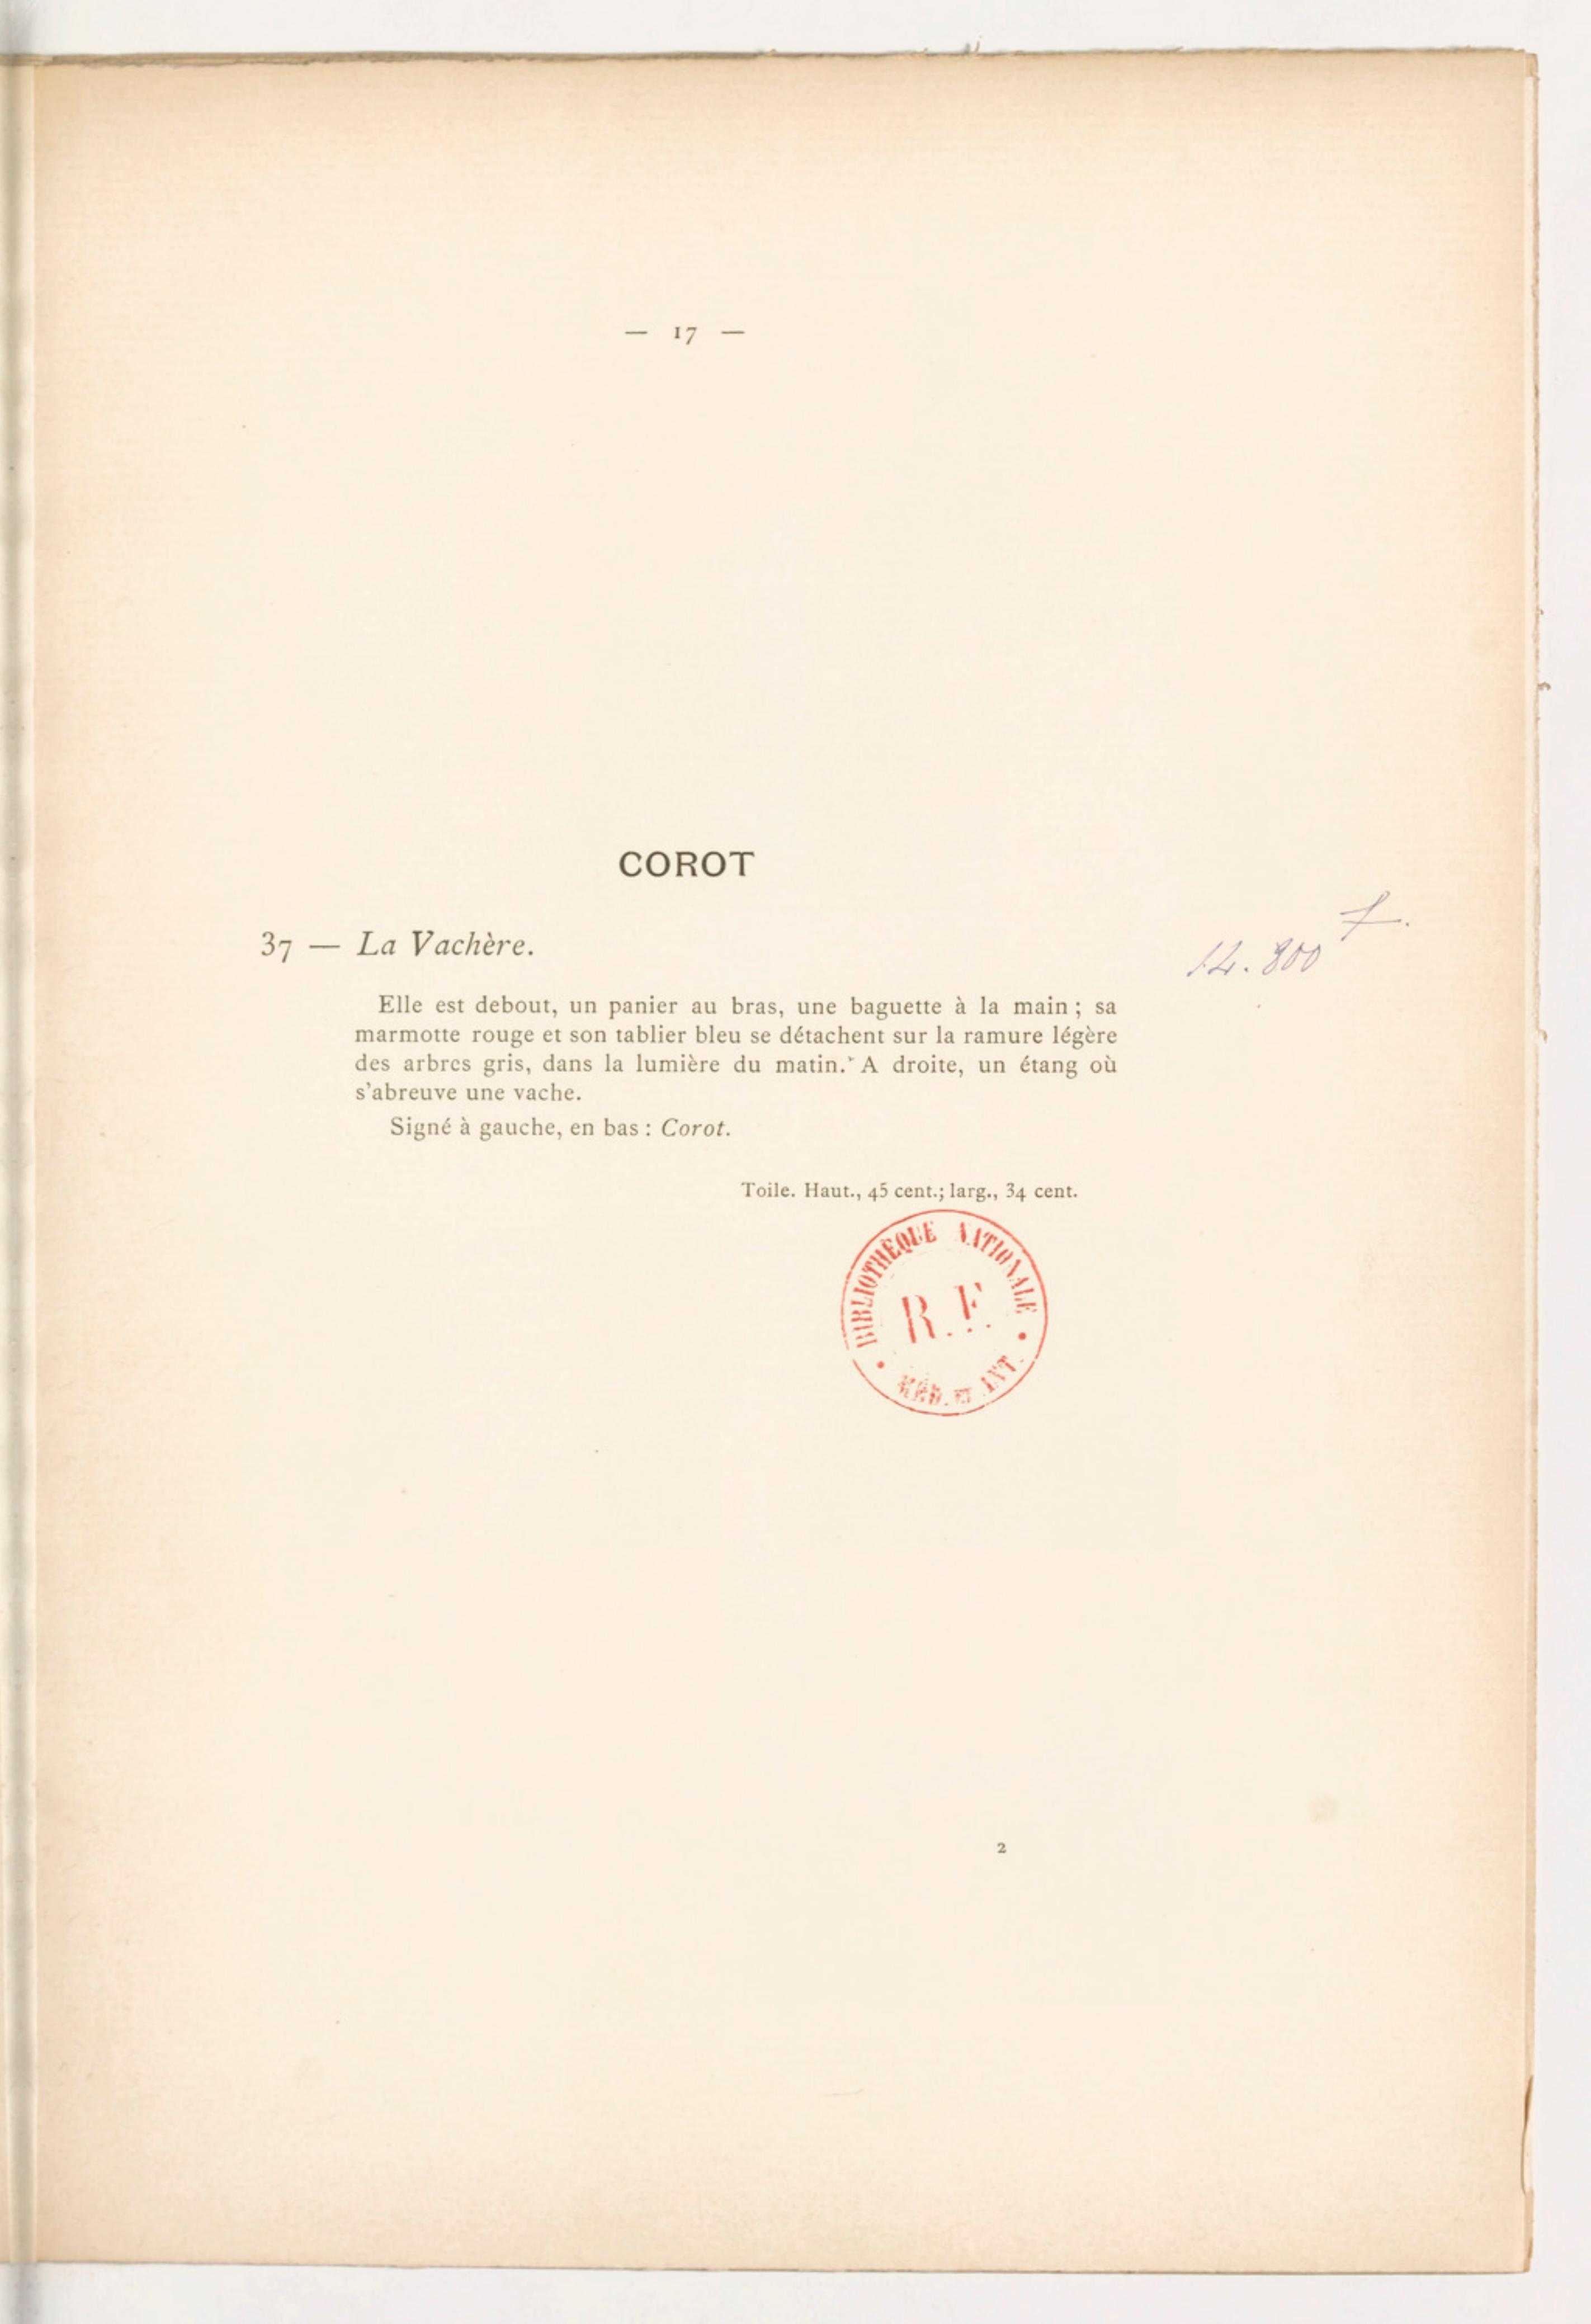 — 17 —
COROT
37 — La Vachère.
14.800 f.
Elle est debout, un panier au bras, une baguette à la main ; sa
marmotte rouge et son tablier bleu se détachent sur la ramure légère
des arbres gris, dans la lumière du matin. A droite, un étang où
s'abreuve une vache.
Signé à gauche, en bas : Corot.
Toile. Haut., 45 cent.; larg., 34 cent.
BIBLIOTHÈQUE NATIONALE
R.F.
MÉD. ET ANT.
2